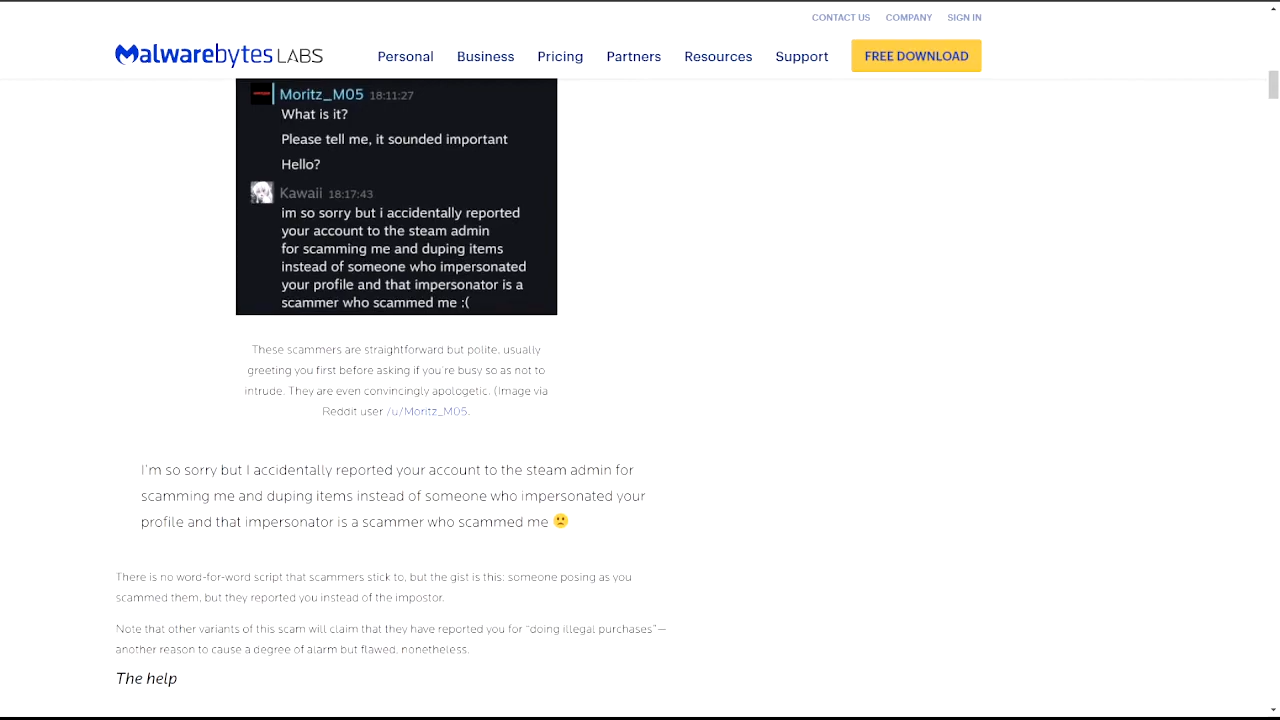 CONTACT US COMPANY SIGN IN
Malwarebytes LABS Personal Business Pricing Partners Resources Support FREE DOWNLOAD
Moritz_M05 18:11:27
What is it?
Please tell me, it sounded important
Hello?
Kawaii 18:17:43
im so sorry but i accidentally reported
your account to the steam admin
for scamming me and duping items
instead of someone who impersonated
your profile and that impersonator is a
scammer who scammed me :(
These scammers are straightforward but polite, usually
greeting you first before asking if you're busy so as not to
intrude. They are even convincingly apologetic. (Image via
Reddit user /u/Moritz_M05.
I'm so sorry but I accidentally reported your account to the steam admin for
scamming me and duping items instead of someone who impersonated your
profile and that impersonator is a scammer who scammed me 🙁
There is no word-for-word script that scammers stick to, but the gist is this: someone posing as you
scammed them, but they reported you instead of the impostor.
Note that other variants of this scam will claim that they have reported you for “doing illegal purchases”—
another reason to cause a degree of alarm but flawed, nonetheless.
The help